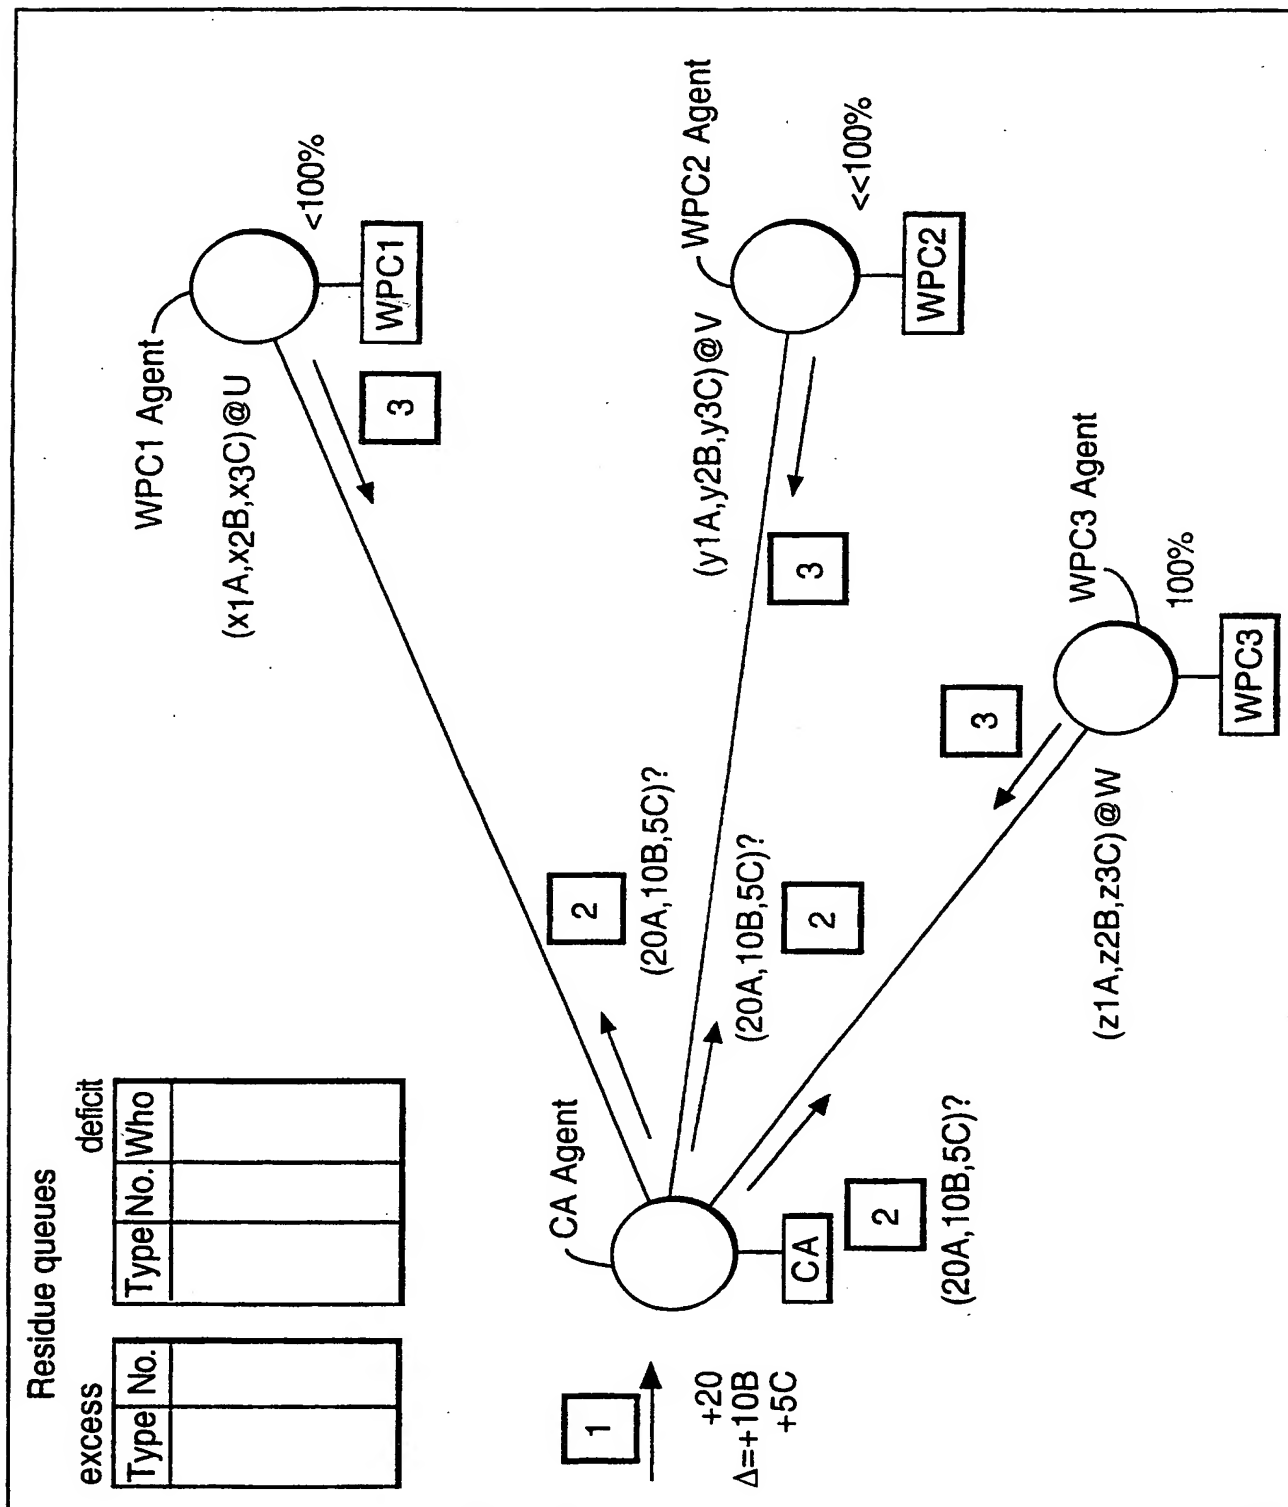 Residue queues
excess
deficit
Type No.
Type No. Who
1
+20
Δ=+10B
+5C
CA Agent
CA
2
(20A,10B,5C)?
2
(20A,10B,5C)?
2
(20A,10B,5C)?
WPC1 Agent
(x1A,x2B,x3C)@U
<100%
WPC1
3
WPC2 Agent
(y1A,y2B,y3C)@V
<<100%
WPC2
3
WPC3 Agent
(z1A,z2B,z3C)@W
100%
WPC3
3